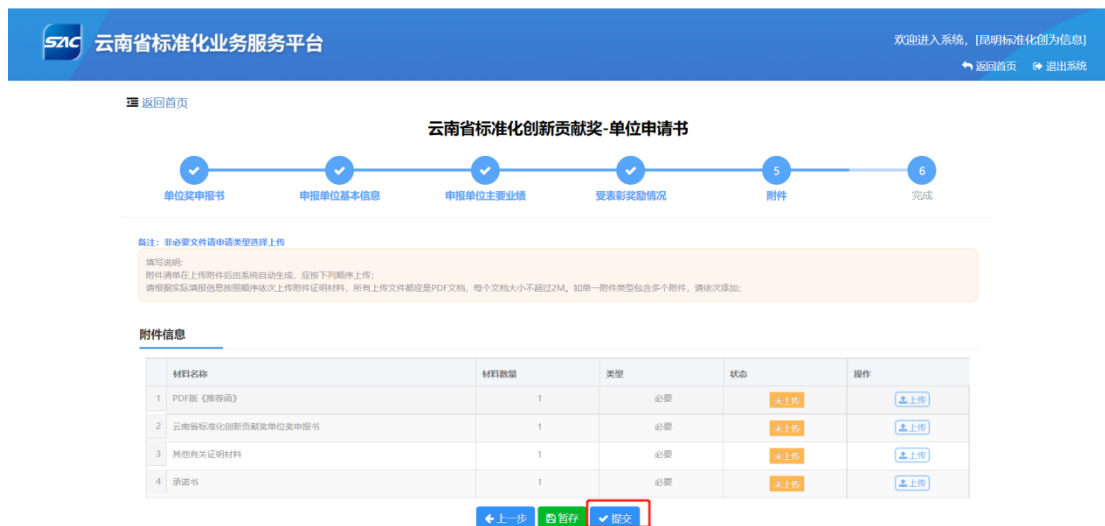 SAC 云南省标准化业务服务平台
欢迎进入系统，[昆明标准化创为信息]
返回首页 退出系统
返回首页
云南省标准化创新贡献奖-单位申请书
5 6
单位奖申报书 申报单位基本信息 申报单位主要业绩 受表彰奖励情况 附件 完成
备注：非必要文件请申请类型选择上传
填写说明:
附件清单在上传附件后由系统自动生成，应按下列顺序上传；
请根据实际填报信息按照顺序依次上传附件证明材料，所有上传文件都应是PDF文档，每个文档大小不超过2M。如单一附件类型包含多个附件，请依次添加；
附件信息
材料名称 材料数量 类型 状态 操作
1 PDF版《推荐函》 1 必要 未上传 上传
2 云南省标准化创新贡献奖单位奖申报书 1 必要 未上传 上传
3 其他有关证明材料 1 必要 未上传 上传
4 承诺书 1 必要 未上传 上传
上一步 暂存 提交